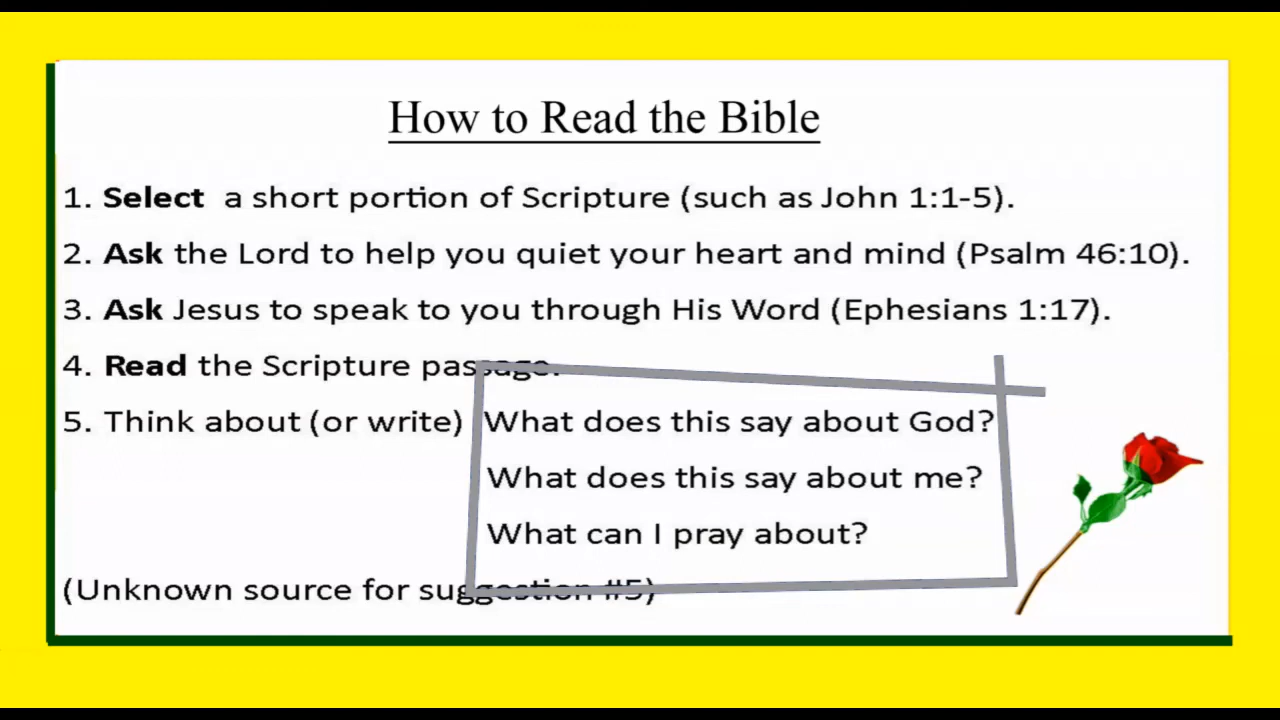 How to Read the Bible
1. Select a short portion of Scripture (such as John 1:1-5).
2. Ask the Lord to help you quiet your heart and mind (Psalm 46:10).
3. Ask Jesus to speak to you through His Word (Ephesians 1:17).
4. Read the Scripture passage.
5. Think about (or write) What does this say about God?
What does this say about me?
What can I pray about?
(Unknown source for suggestion #5)